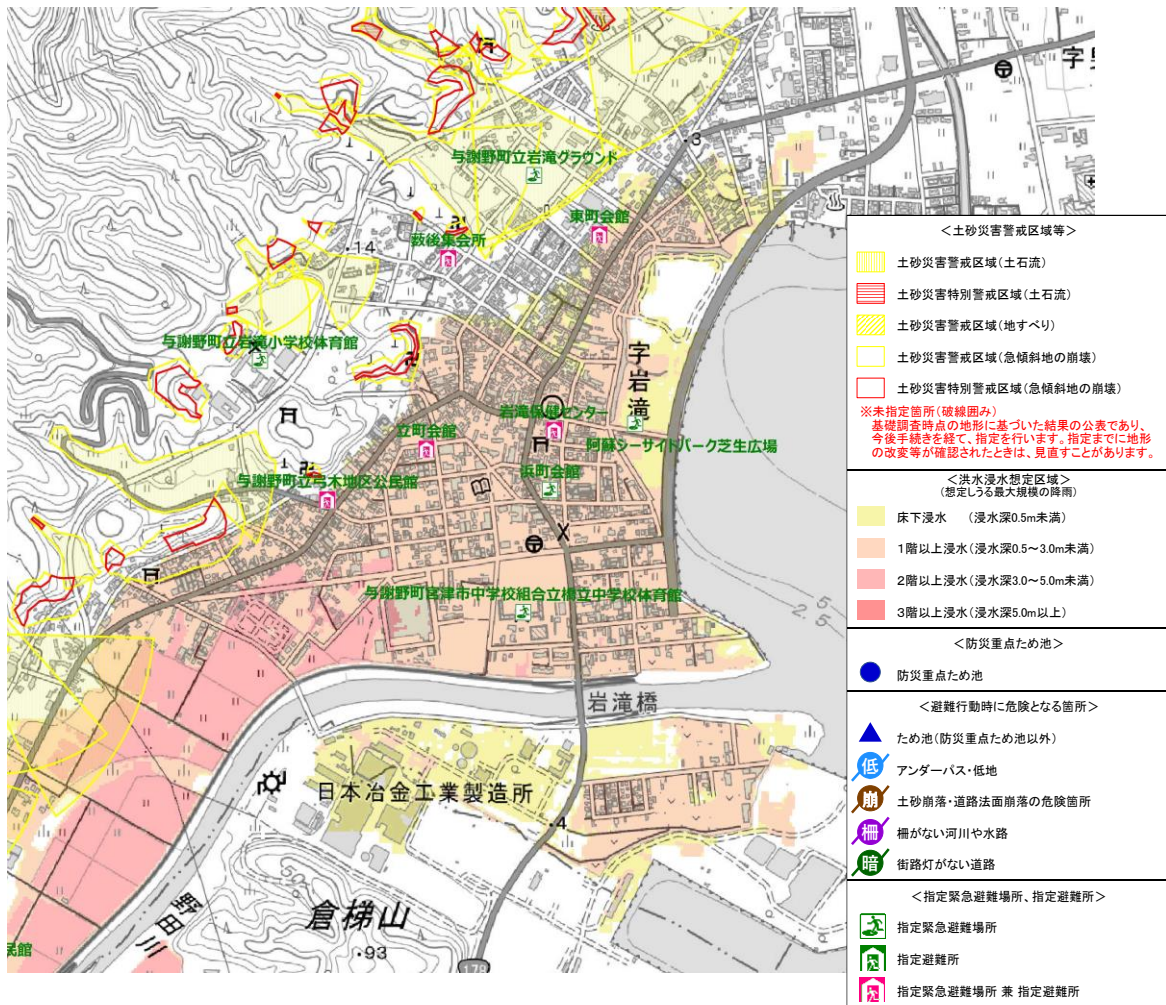 字男
3
与謝野町立岩滝グラウンド
東町会館
藪後集会所
14
与謝野町立岩滝小学校体育館
字岩滝
岩滝保健センター
立町会館
阿蘇シーサイドパーク芝生広場
浜町会館
与謝野町立弓木地区公民館
与謝野町宮津市中学校組合立橋立中学校体育館
岩滝橋
日本冶金工業製造所
4
野田川
倉梯山
93
民館
178
5
5
2.5
＜土砂災害警戒区域等＞
土砂災害警戒区域(土石流)
土砂災害特別警戒区域(土石流)
土砂災害警戒区域(地すべり)
土砂災害警戒区域(急傾斜地の崩壊)
土砂災害特別警戒区域(急傾斜地の崩壊)
※未指定箇所(破線囲み)
基礎調査時点の地形に基づいた結果の公表であり、
今後手続きを経て、指定を行います。指定までに地形
の改変等が確認されたときは、見直すことがあります。
＜洪水浸水想定区域＞
(想定しうる最大規模の降雨)
床下浸水　(浸水深0.5m未満)
1階以上浸水(浸水深0.5～3.0m未満)
2階以上浸水(浸水深3.0～5.0m未満)
3階以上浸水(浸水深5.0m以上)
＜防災重点ため池＞
防災重点ため池
＜避難行動時に危険となる箇所＞
ため池(防災重点ため池以外)
低 アンダーパス・低地
崩 土砂崩落・道路法面崩落の危険箇所
柵 柵がない河川や水路
暗 街路灯がない道路
＜指定緊急避難場所、指定避難所＞
指定緊急避難場所
指定避難所
指定緊急避難場所 兼 指定避難所